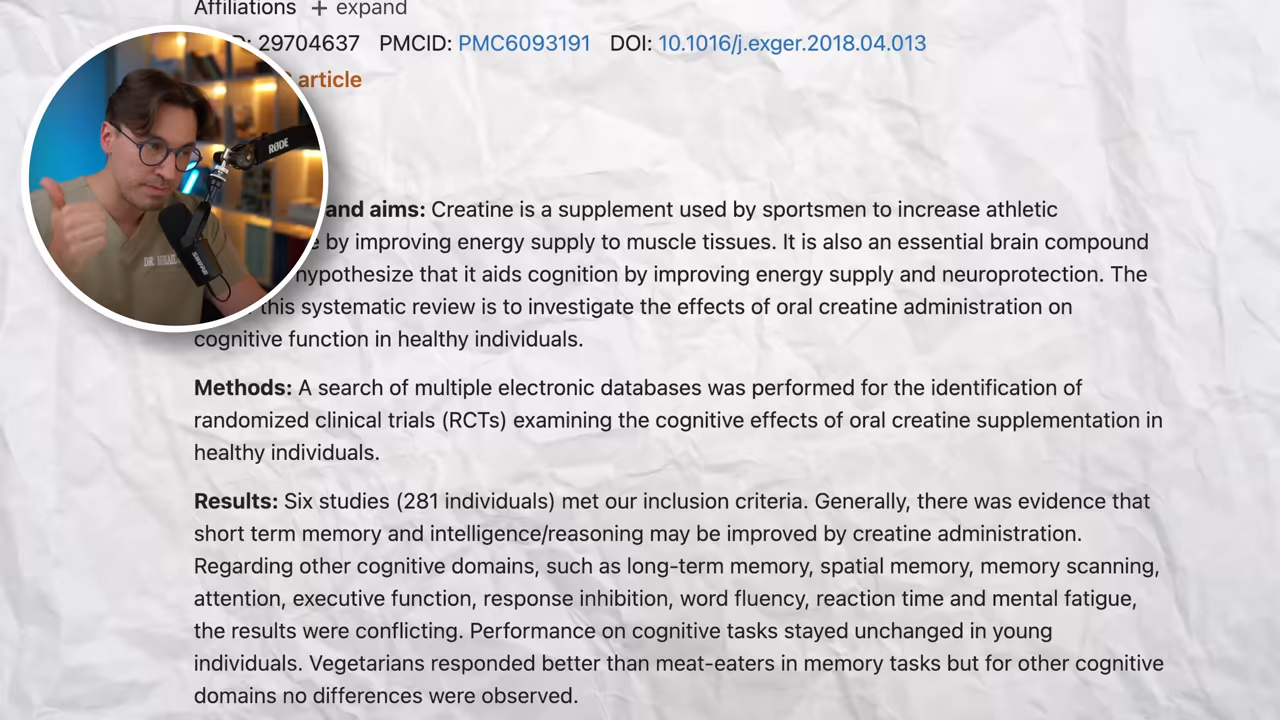 Affiliations + expand
D: 29704637 PMCID: PMC6093191 DOI: 10.1016/j.exger.2018.04.013
article
RØDE
and aims: Creatine is a supplement used by sportsmen to increase athletic
e by improving energy supply to muscle tissues. It is also an essential brain compound
hypothesize that it aids cognition by improving energy supply and neuroprotection. The
DR. MIHAIL
SHURE
this systematic review is to investigate the effects of oral creatine administration on
cognitive function in healthy individuals.
Methods: A search of multiple electronic databases was performed for the identification of
randomized clinical trials (RCTs) examining the cognitive effects of oral creatine supplementation in
healthy individuals.
Results: Six studies (281 individuals) met our inclusion criteria. Generally, there was evidence that
short term memory and intelligence/reasoning may be improved by creatine administration.
Regarding other cognitive domains, such as long-term memory, spatial memory, memory scanning,
attention, executive function, response inhibition, word fluency, reaction time and mental fatigue,
the results were conflicting. Performance on cognitive tasks stayed unchanged in young
individuals. Vegetarians responded better than meat-eaters in memory tasks but for other cognitive
domains no differences were observed.